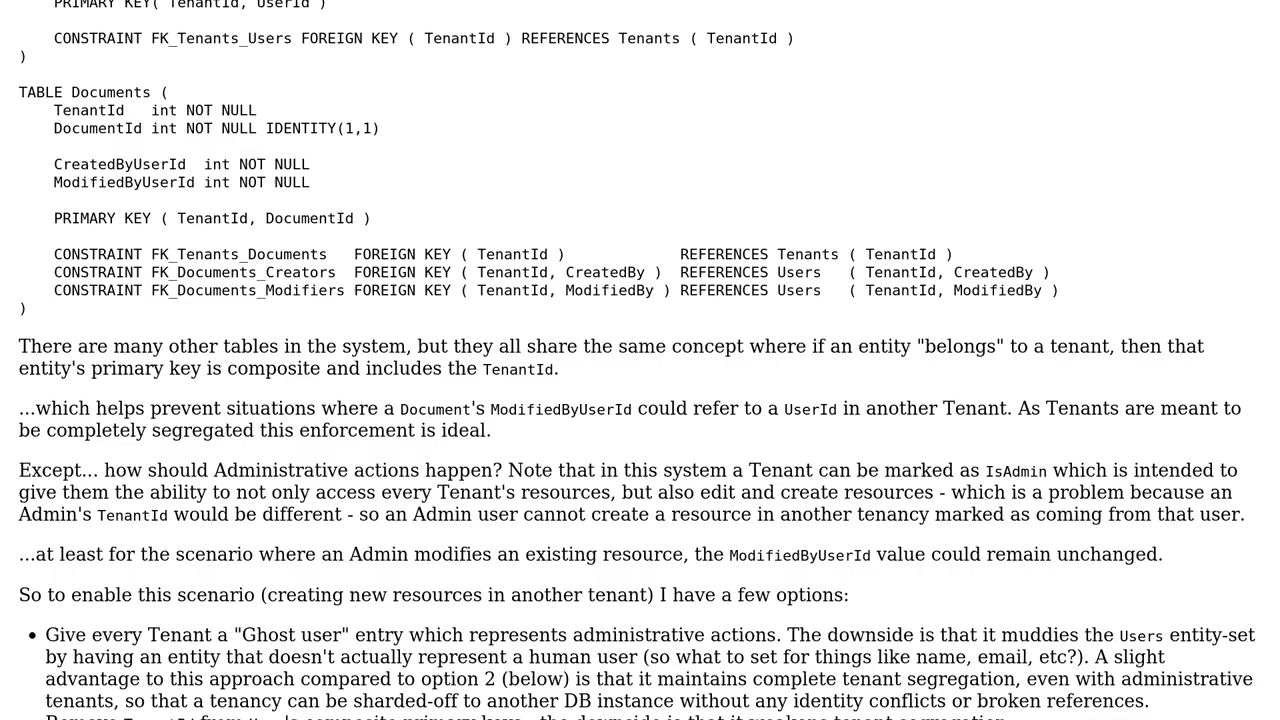 PRIMARY KEY( TenantId, UserId )
CONSTRAINT FK_Tenants_Users FOREIGN KEY ( TenantId ) REFERENCES Tenants ( TenantId )
)
TABLE Documents (
TenantId   int NOT NULL
DocumentId int NOT NULL IDENTITY(1,1)
CreatedByUserId  int NOT NULL
ModifiedByUserId int NOT NULL
PRIMARY KEY ( TenantId, DocumentId )
CONSTRAINT FK_Tenants_Documents   FOREIGN KEY ( TenantId )             REFERENCES Tenants ( TenantId )
CONSTRAINT FK_Documents_Creators  FOREIGN KEY ( TenantId, CreatedBy )  REFERENCES Users   ( TenantId, CreatedBy )
CONSTRAINT FK_Documents_Modifiers FOREIGN KEY ( TenantId, ModifiedBy ) REFERENCES Users   ( TenantId, ModifiedBy )
)
There are many other tables in the system, but they all share the same concept where if an entity "belongs" to a tenant, then that
entity's primary key is composite and includes the TenantId.
...which helps prevent situations where a Document's ModifiedByUserId could refer to a UserId in another Tenant. As Tenants are meant to
be completely segregated this enforcement is ideal.
Except... how should Administrative actions happen? Note that in this system a Tenant can be marked as IsAdmin which is intended to
give them the ability to not only access every Tenant's resources, but also edit and create resources - which is a problem because an
Admin's TenantId would be different - so an Admin user cannot create a resource in another tenancy marked as coming from that user.
...at least for the scenario where an Admin modifies an existing resource, the ModifiedByUserId value could remain unchanged.
So to enable this scenario (creating new resources in another tenant) I have a few options:
• Give every Tenant a "Ghost user" entry which represents administrative actions. The downside is that it muddies the Users entity-set
by having an entity that doesn't actually represent a human user (so what to set for things like name, email, etc?). A slight
advantage to this approach compared to option 2 (below) is that it maintains complete tenant segregation, even with administrative
tenants, so that a tenancy can be sharded-off to another DB instance without any identity conflicts or broken references.